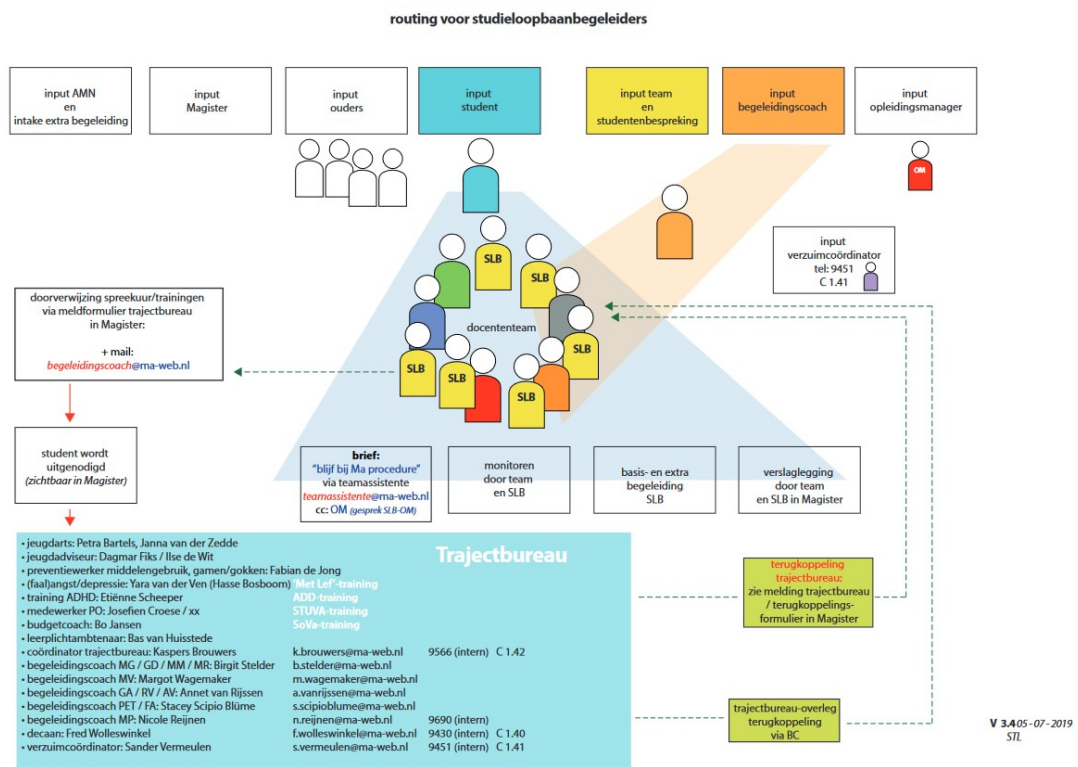 routing voor studieloopbaanbegeleiders
input AMN
en
intake extra begeleiding
input
Magister
input
ouders
input
student
input team
en
studentenbespreking
input
begeleidingscoach
input
opleidingsmanager
OM
input
verzuimcoördinator
tel: 9451
C 1.41
SLB
SLB
SLB
SLB
SLB
SLB
docententeam
doorverwijzing spreekuur/trainingen
via meldformulier trajectbureau
in Magister:
+ mail:
begeleidingscoach@ma-web.nl
student wordt
uitgenodigd
(zichtbaar in Magister)
brief:
"blijf bij Ma procedure"
via teamassistente
teamassistente@ma-web.nl
cc: OM (gesprek SLB-OM)
monitoren
door team
en SLB
basis- en extra
begeleiding
SLB
verslaglegging
door team
en SLB in Magister
Trajectbureau
• jeugdarts: Petra Bartels, Janna van der Zedde
• jeugdadviseur: Dagmar Fiks / Ilse de Wit
• preventiewerker middelengebruik, gamen/gokken: Fabian de Jong
• (faal)angst/depressie: Yara van der Ven (Hasse Bosboom) 'Met Lef'-training
• training ADHD: Etiënne Scheeper ADD-training
• medewerker PO: Josefien Croese / xx STUVA-training
• budgetcoach: Bo Jansen SoVa-training
• leerplichtambtenaar: Bas van Huisstede
• coördinator trajectbureau: Kaspers Brouwers k.brouwers@ma-web.nl 9566 (intern) C 1.42
• begeleidingscoach MG / GD / MM / MR: Birgit Stelder b.stelder@ma-web.nl
• begeleidingscoach MV: Margot Wagemaker m.wagemaker@ma-web.nl
• begeleidingscoach GA / RV / AV: Annet van Rijssen a.vanrijssen@ma-web.nl
• begeleidingscoach PET / FA: Stacey Scipio Blüme s.scipioblume@ma-web.nl
• begeleidingscoach MP: Nicole Reijnen n.reijnen@ma-web.nl 9690 (intern)
• decaan: Fred Wolleswinkel f.wolleswinkel@ma-web.nl 9430 (intern) C 1.40
• verzuimcoördinator: Sander Vermeulen s.vermeulen@ma-web.nl 9451 (intern) C 1.41
terugkoppeling
trajectbureau:
zie melding trajectbureau
/ terugkoppelings-
formulier in Magister
trajectbureau-overleg
terugkoppeling
via BC
V 3.4 05 - 07 - 2019
STL